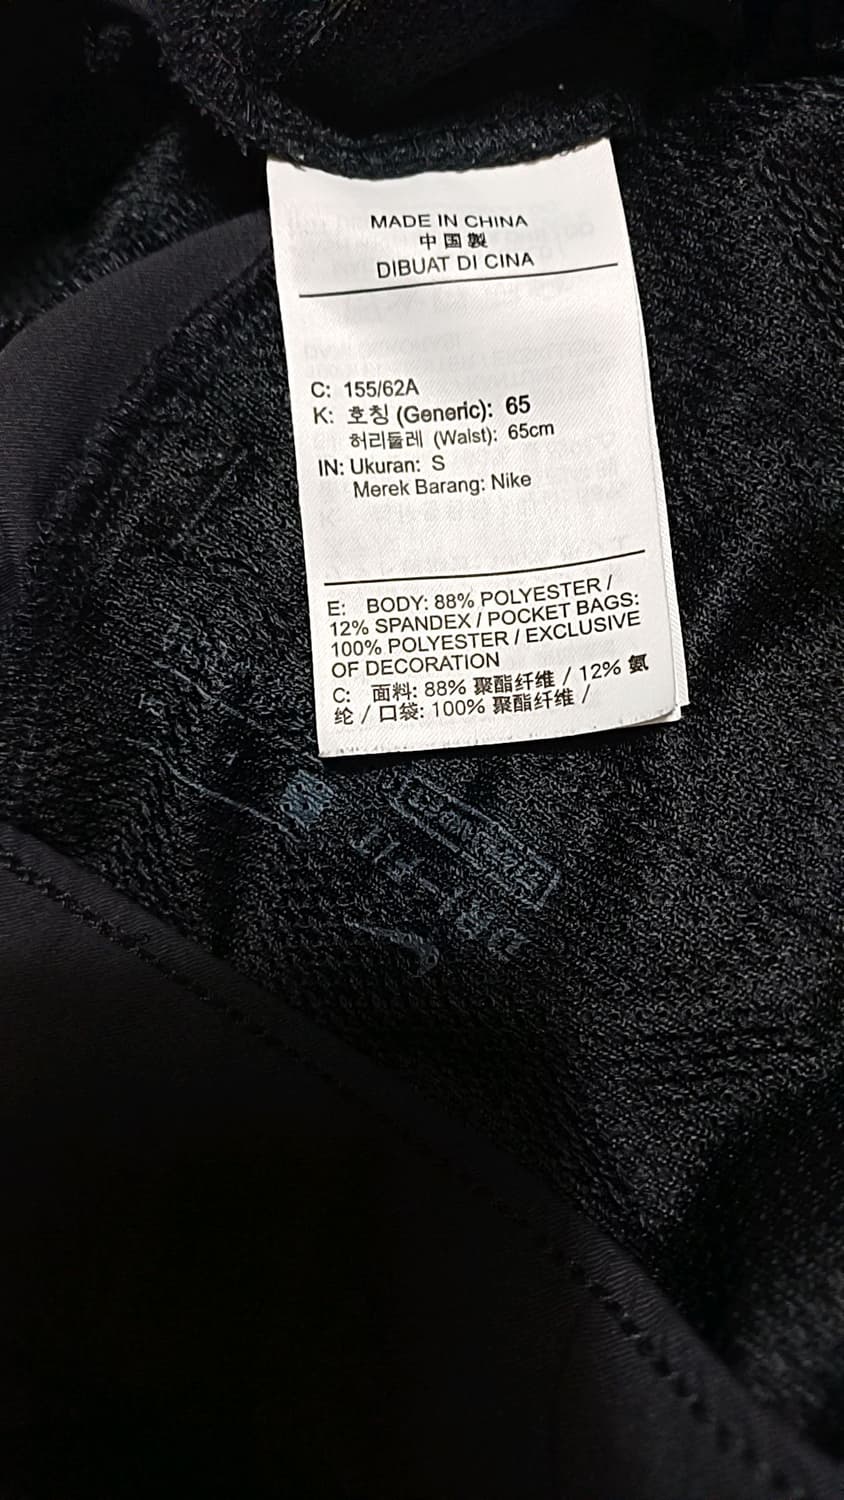 MADE IN CHINA
中国製
DIBUAT DI CINA
C: 155/62A
K: 호칭 (Generic): 65
허리둘레 (Waist): 65cm
IN: Ukuran: S
Merek Barang: Nike
E: BODY: 88% POLYESTER /
12% SPANDEX / POCKET BAGS:
100% POLYESTER / EXCLUSIVE
OF DECORATION
C: 面料: 88% 聚酯纤维 / 12% 氨
纶 / 口袋: 100% 聚酯纤维 /